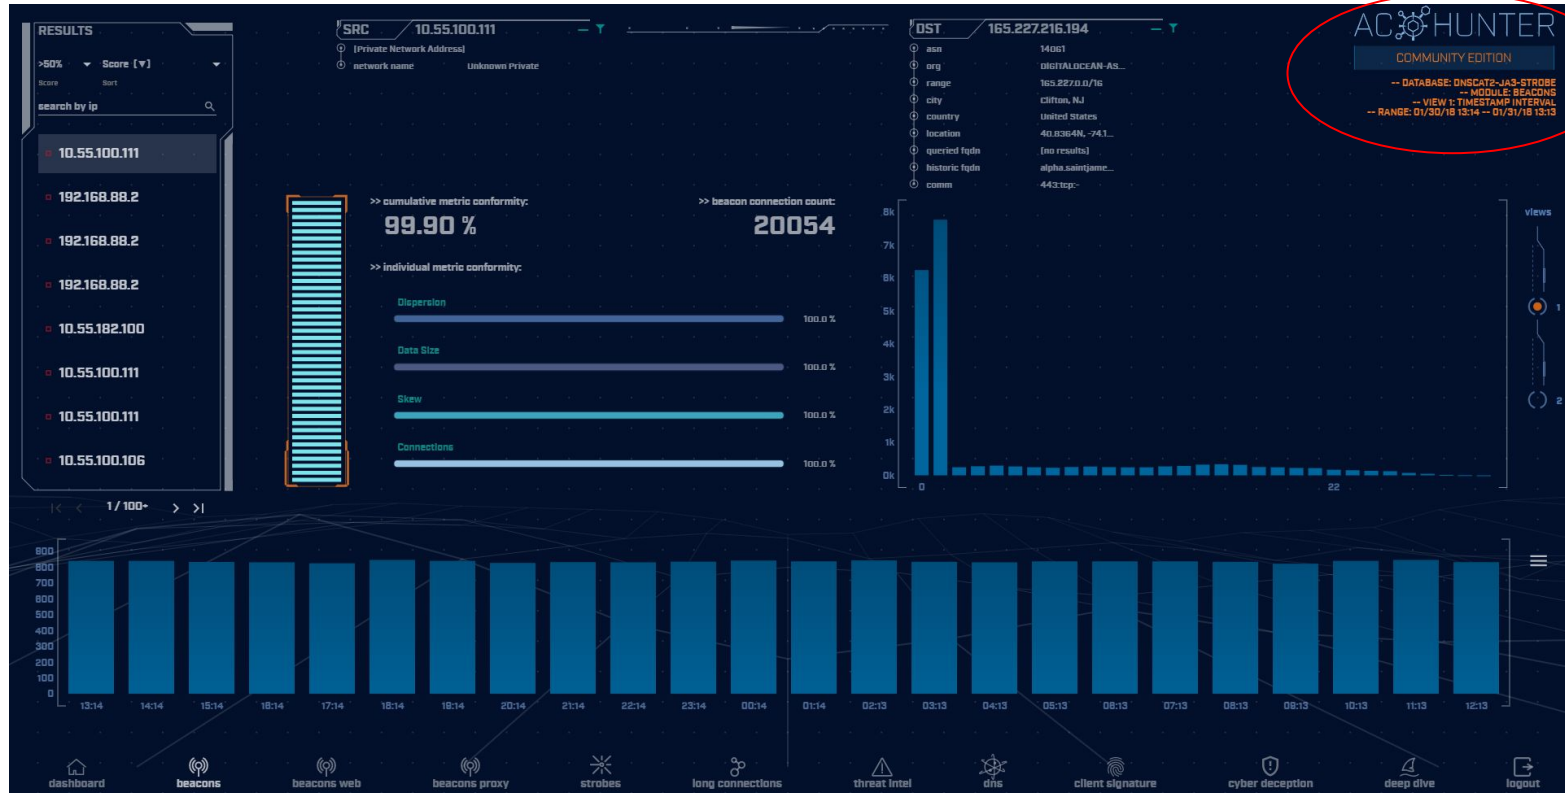 RESULTS
>50% Score [▼]
Score Sort
search by ip
10.55.100.111
192.168.88.2
192.168.88.2
192.168.88.2
10.55.182.100
10.55.100.111
10.55.100.111
10.55.100.106
1 / 100+
SRC 10.55.100.111
[Private Network Address]
network name Unknown Private
DST 165.227.216.194
asn 14061
org DIGITALOCEAN-AS...
range 165.227.0.0/16
city Clifton, NJ
country United States
location 40.8364N, -74.1...
queried fqdn [no results]
historic fqdn alpha.saintjame...
comm 443:tcp:-
AC HUNTER
COMMUNITY EDITION
-- DATABASE: DNSCAT2-JA3-STROBE
-- MODULE: BEACONS
-- VIEW 1: TIMESTAMP INTERVAL
-- RANGE: 01/30/18 13:14 -- 01/31/18 13:13
>> cumulative metric conformity:
99.90 %
>> beacon connection count:
20054
>> individual metric conformity:
Dispersion
100.0 %
Data Size
100.0 %
Skew
100.0 %
Connections
100.0 %
8k
7k
6k
5k
4k
3k
2k
1k
0k
0 22
views
1
2
900
800
700
600
500
400
300
200
100
0
13:14 14:14 15:14 16:14 17:14 18:14 19:14 20:14 21:14 22:14 23:14 00:14 01:14 02:13 03:13 04:13 05:13 06:13 07:13 08:13 09:13 10:13 11:13 12:13
dashboard beacons beacons web beacons proxy strobes long connections threat intel dns client signature cyber deception deep dive logout